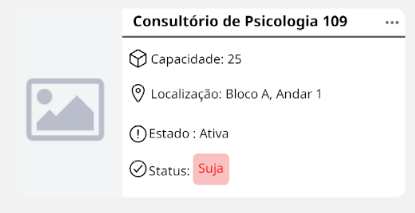 Consultório de Psicologia 109
Capacidade: 25
Localização: Bloco A, Andar 1
Estado : Ativa
Status: Suja